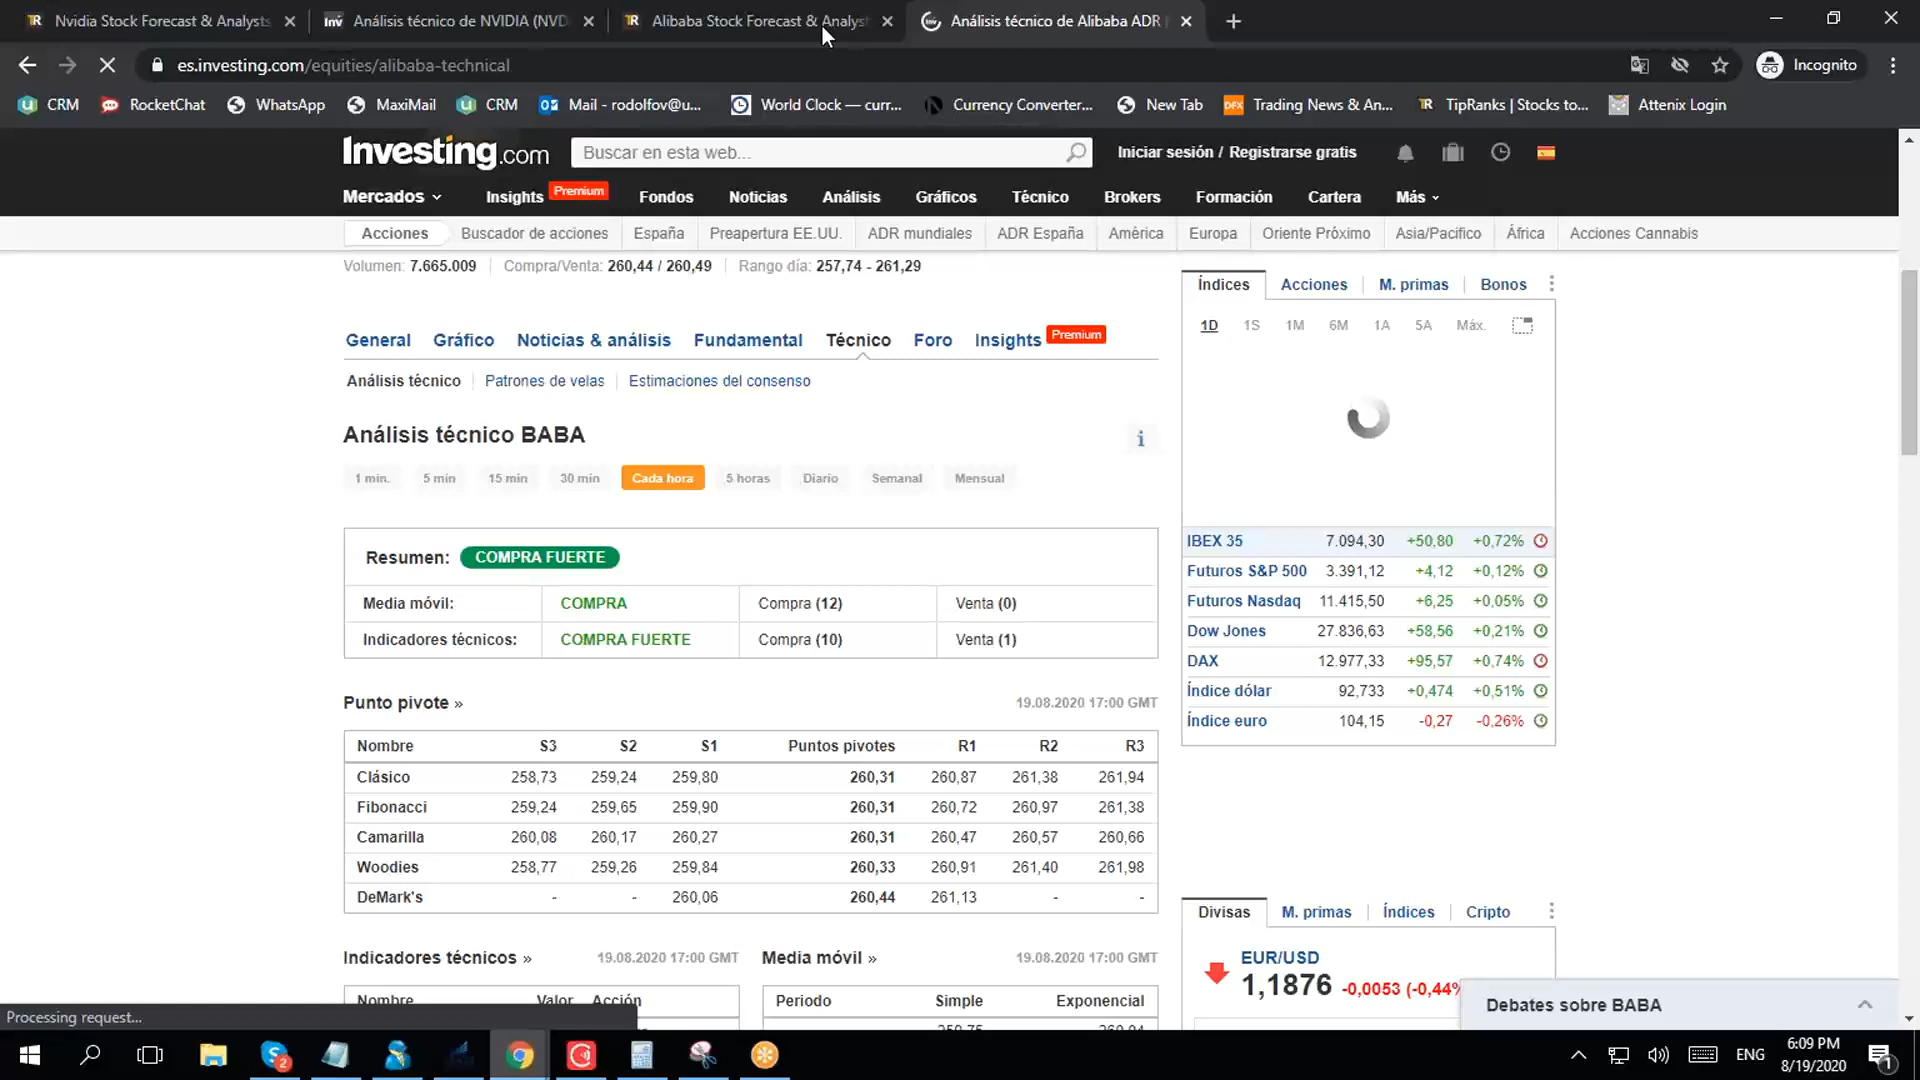 Nvidia Stock Forecast & Analysts
Análisis técnico de NVIDIA (NVD
Alibaba Stock Forecast & Analyst
Análisis técnico de Alibaba ADR
es.investing.com/equities/alibaba-technical
Incognito
CRM
RocketChat
WhatsApp
MaxiMail
CRM
Mail - rodolfov@u...
World Clock — curr...
Currency Converter...
New Tab
Trading News & An...
TipRanks | Stocks to...
Attenix Login
Investing.com
Buscar en esta web...
Iniciar sesión / Registrarse gratis
Mercados
Insights Premium
Fondos
Noticias
Análisis
Gráficos
Técnico
Brokers
Formación
Cartera
Más
Acciones
Buscador de acciones
España
Preapertura EE.UU.
ADR mundiales
ADR España
América
Europa
Oriente Próximo
Asia/Pacifico
África
Acciones Cannabis
Volumen: 7.665.009
Compra/Venta: 260,44 / 260,49
Rango día: 257,74 - 261,29
General
Gráfico
Noticias & análisis
Fundamental
Técnico
Foro
Insights Premium
Análisis técnico
Patrones de velas
Estimaciones del consenso
Análisis técnico BABA
1 min.
5 min
15 min
30 min
Cada hora
5 horas
Diario
Semanal
Mensual
Resumen: COMPRA FUERTE
Media móvil: COMPRA Compra (12) Venta (0)
Indicadores técnicos: COMPRA FUERTE Compra (10) Venta (1)
Punto pivote » 19.08.2020 17:00 GMT
Nombre S3 S2 S1 Puntos pivotes R1 R2 R3
Clásico 258,73 259,24 259,80 260,31 260,87 261,38 261,94
Fibonacci 259,24 259,65 259,90 260,31 260,72 260,97 261,38
Camarilla 260,08 260,17 260,27 260,31 260,47 260,57 260,66
Woodies 258,77 259,26 259,84 260,33 260,91 261,40 261,98
DeMark's - - 260,06 260,44 261,13 - -
Indicadores técnicos » 19.08.2020 17:00 GMT
Nombre Valor Acción
Media móvil » 19.08.2020 17:00 GMT
Periodo Simple Exponencial
Índices
Acciones
M. primas
Bonos
1D 1S 1M 6M 1A 5A Máx.
IBEX 35 7.094,30 +50,80 +0,72%
Futuros S&P 500 3.391,12 +4,12 +0,12%
Futuros Nasdaq 11.415,50 +6,25 +0,05%
Dow Jones 27.836,63 +58,56 +0,21%
DAX 12.977,33 +95,57 +0,74%
Índice dólar 92,733 +0,474 +0,51%
Índice euro 104,15 -0,27 -0,26%
Divisas
M. primas
Índices
Cripto
EUR/USD
1,1876 -0,0053 (-0,44%
Debates sobre BABA
Processing request...
ENG
6:09 PM
8/19/2020